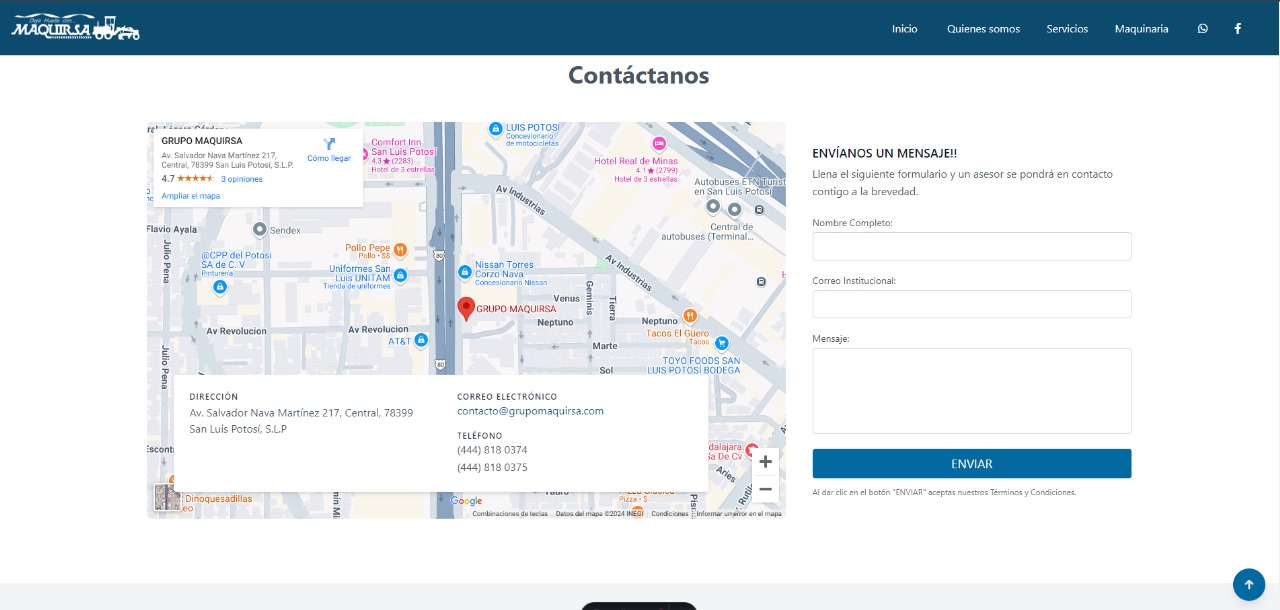 Deja Huella con
MAQUIRSA
Inicio
Quienes somos
Servicios
Maquinaria
Contáctanos
GRUPO MAQUIRSA
Av. Salvador Nava Martínez 217,
Central, 78399 San Luis Potosí, S.L.P.
4.7
3 opiniones
Ampliar el mapa
Cómo llegar
Comfort Inn
San Luis Potosí
4.3★(2283)
Hotel de 3 estrellas
LUIS POTOSÍ
Concesionario
de motocicletas
Hotel Real de Minas
4.1★(2799)
Hotel de 3 estrellas
Autobuses ETN Turist
en San Luis Potosí
Central de
autobuses (Terminal...
Av Industrias
Flavio Ayala
Sendex
Julio Pena
@CPP del Potosi
SA de C. V
Pinturería
Pollo Pepe
Pollo • $$
Uniformes San
Luis UNITAM
Tienda de uniformes
80
Nissan Torres
Corzo Nava
Concesionario Nissan
Av Industrias
Venus
Geminis
Tierra
GRUPO MAQUIRSA
Neptuno
Neptuno
Tacos El Güero
Tacos
Av Revolucion
Av Revolucion
AT&T
Marte
Julio Pena
80
Sol
TOYO FOODS SAN
LUIS POTOSÍ BODEGA
DIRECCIÓN
Av. Salvador Nava Martínez 217, Central, 78399
San Luis Potosí, S.L.P
CORREO ELECTRÓNICO
contacto@grupomaquirsa.com
TELÉFONO
(444) 818 0374
(444) 818 0375
Escont
adalajara
Sa De Cv
Aries
Dinoquesadillas
Pizza • $
Google
Combinaciones de teclas
Datos del mapa ©2024 INEGI
Condiciones
Informar un error en el mapa
ENVÍANOS UN MENSAJE!!
Llena el siguiente formulario y un asesor se pondrá en contacto
contigo a la brevedad.
Nombre Completo:
Correo Institucional:
Mensaje:
ENVIAR
Al dar clic en el botón "ENVIAR" aceptas nuestros Términos y Condiciones.